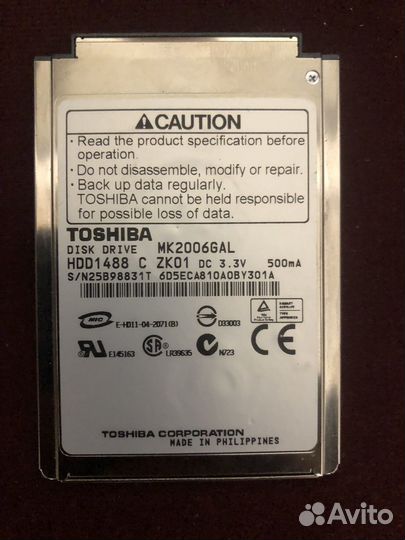 ⚠CAUTION
· Read the product specification before
operation.
· Do not disassemble, modify or repair.
· Back up data regularly.
TOSHIBA cannot be held responsible
for possible loss of data.
TOSHIBA
DISK DRIVE MK2006GAL
HDD1488 C ZK01 DC 3.3V 500mA
S/N25B98831T 6D5ECA810A0BY301A
MIC E-HD11-04-2071(B) D33003
E145163 LR39635 N723 CE
TOSHIBA CORPORATION
MADE IN PHILIPPINES
Avito